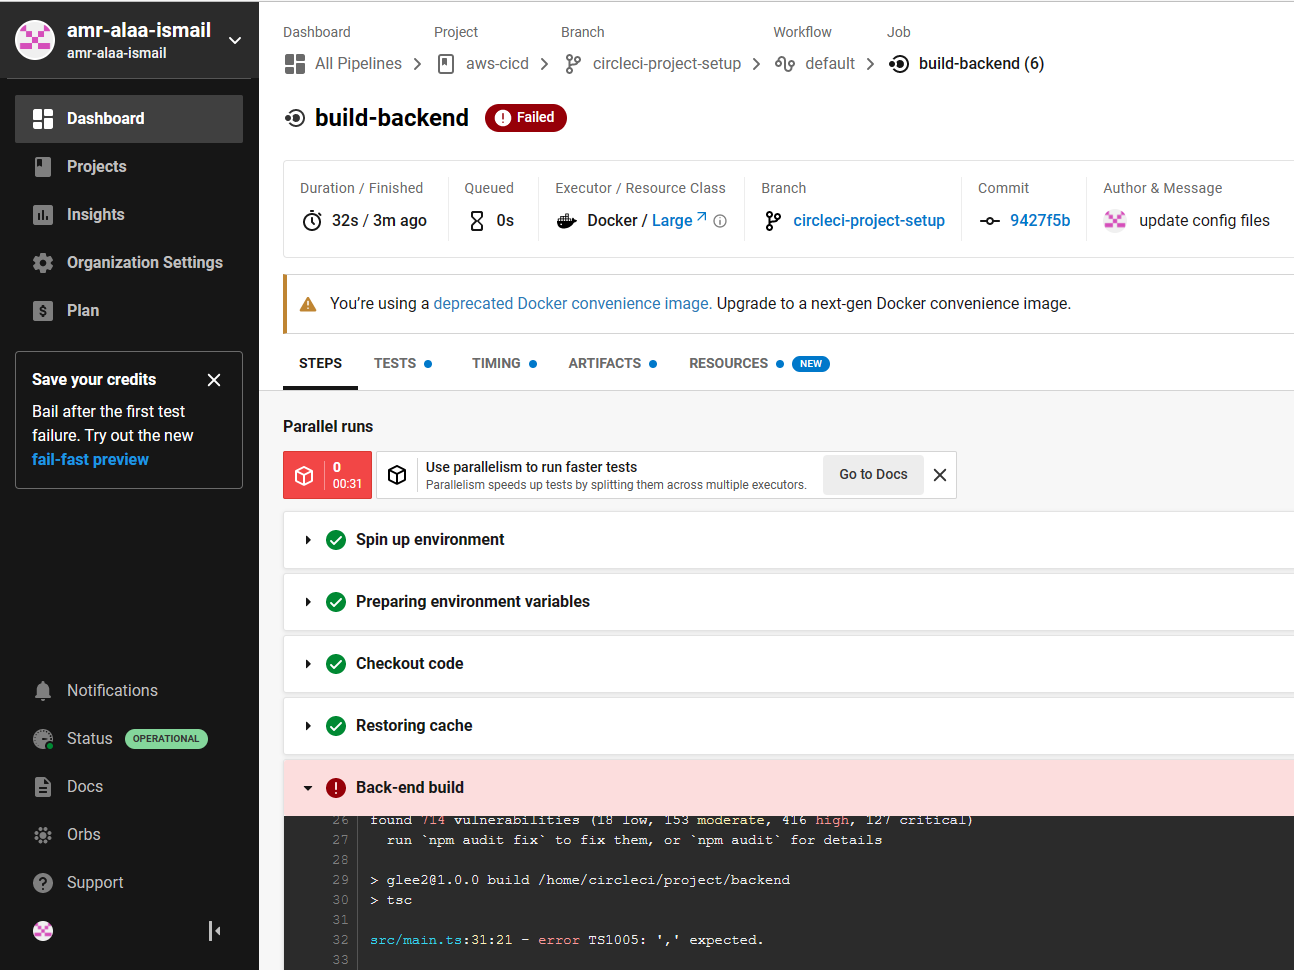 amr-alaa-ismail
amr-alaa-ismail
Dashboard
Projects
Insights
Organization Settings
Plan
Save your credits
Bail after the first test
failure. Try out the new
fail-fast preview
Notifications
Status OPERATIONAL
Docs
Orbs
Support
Dashboard Project Branch Workflow Job
All Pipelines aws-cicd circleci-project-setup default build-backend (6)
build-backend Failed
Duration / Finished Queued Executor / Resource Class Branch Commit Author & Message
32s / 3m ago 0s Docker / Large circleci-project-setup 9427f5b update config files
You’re using a deprecated Docker convenience image. Upgrade to a next-gen Docker convenience image.
STEPS TESTS TIMING ARTIFACTS RESOURCES NEW
Parallel runs
0
00:31
Use parallelism to run faster tests
Parallelism speeds up tests by splitting them across multiple executors.
Go to Docs
Spin up environment
Preparing environment variables
Checkout code
Restoring cache
Back-end build
26 found 714 vulnerabilities (18 low, 153 moderate, 416 high, 127 critical)
27 run `npm audit fix` to fix them, or `npm audit` for details
28
29 > glee2@1.0.0 build /home/circleci/project/backend
30 > tsc
31
32 src/main.ts:31:21 - error TS1005: ',' expected.
33